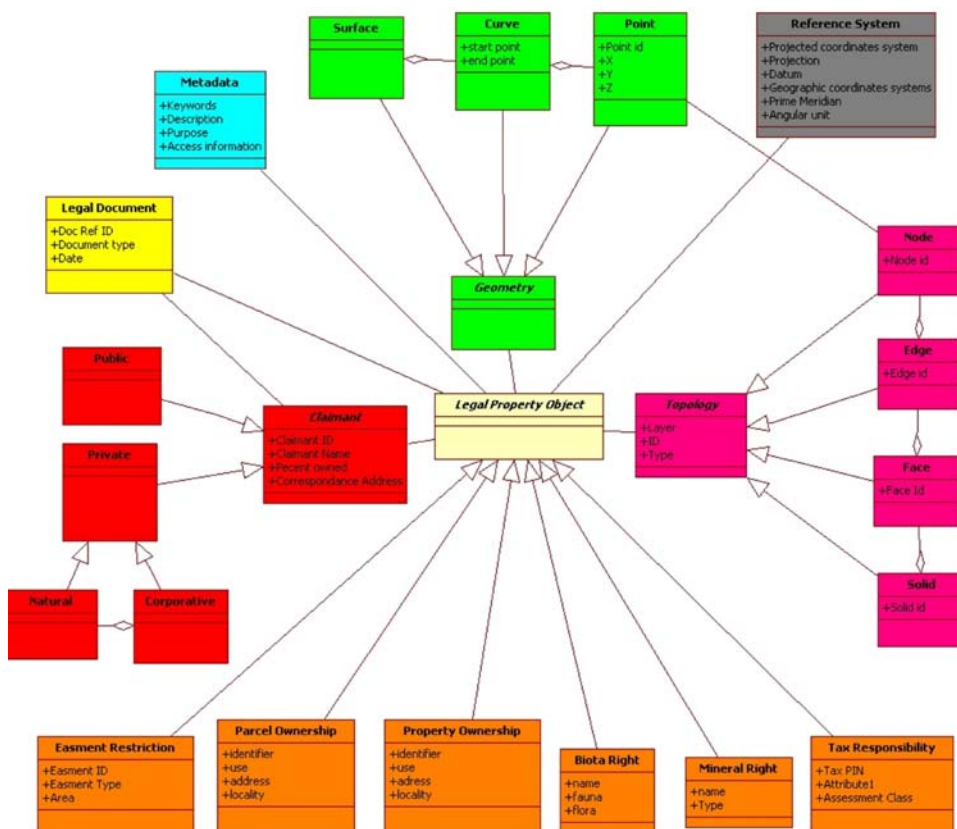 Surface
Curve
+start point
+end point
Point
+Point id
+X
+Y
+Z
Reference System
+Projected coordinates system
+Projection
+Datum
+Geographic coordinates systems
+Prime Meridian
+Angular unit
Metadata
+Keywords
+Description
+Purpose
+Access information
Legal Document
+Doc Ref ID
+Document type
+Date
Node
+Node id
Geometry
Public
Edge
+Edge id
Claimant
+Claimant ID
+Claimant Name
+Pecent owned
+Correspondance Address
Legal Property Object
Topology
+Layer
+ID
+Type
Private
Face
+Face Id
Natural
Corporative
Solid
+Solid id
Easment Restriction
+Easment ID
+Easment Type
+Area
Parcel Ownership
+identifier
+use
+address
+locality
Property Ownership
+identifier
+use
+adress
+locality
Biota Right
+name
+fauna
+flora
Mineral Right
+name
+Type
Tax Responsibility
+Tax PIN
+Attribute1
+Assessment Class